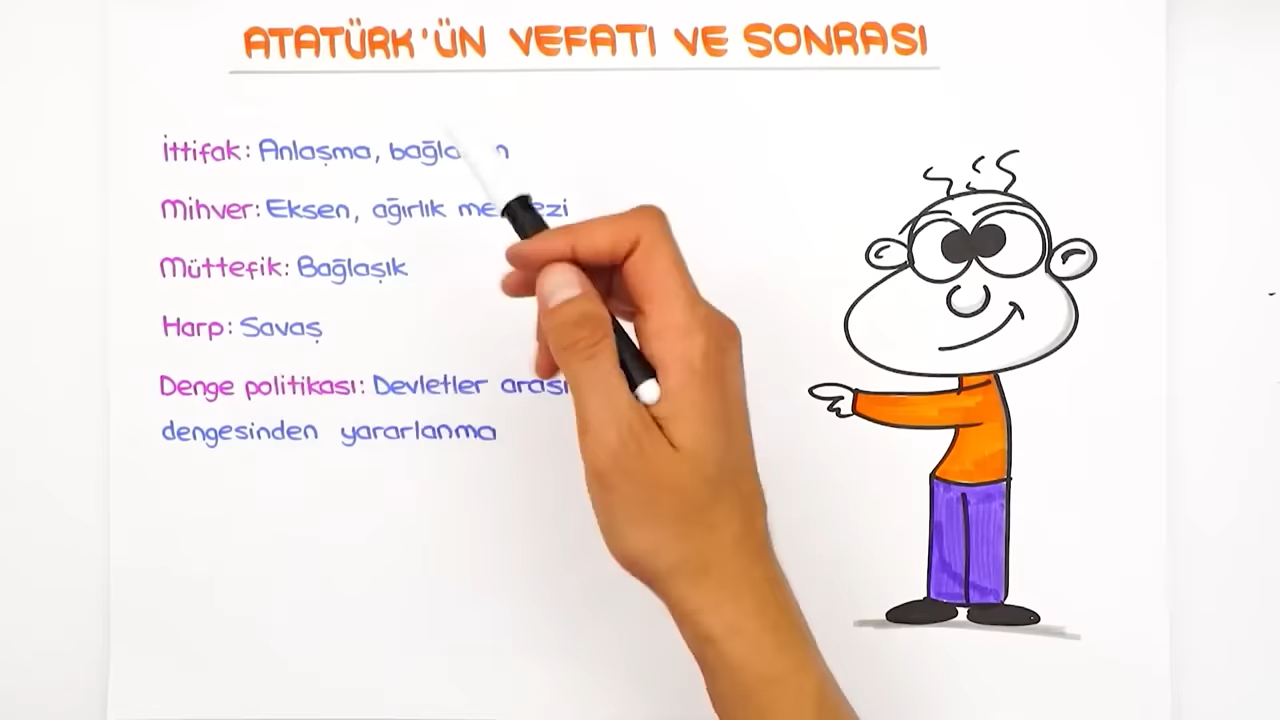 ATATÜRK'ÜN VEFATI VE SONRASI
İttifak: Anlaşma,
Mihver: Eksen, ağırlık
Müttefik: Bağlaşık
Harp: Savaş
Denge politikası: Devletler arası
dengesinden yararlanma